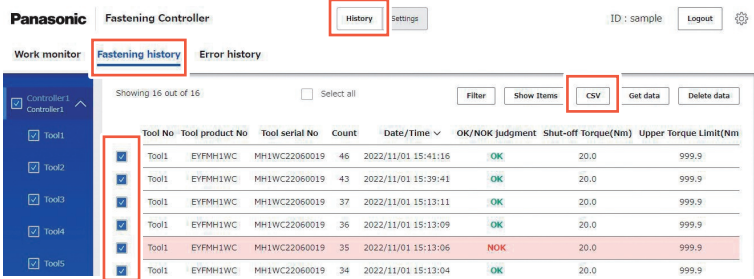 Panasonic Fastening Controller History Settings ID : sample Logout
Work monitor Fastening history Error history
Controller1
Controller1
Tool1
Tool2
Tool3
Tool4
Tool5
Showing 16 out of 16 Select all Filter Show Items CSV Get data Delete data
Tool No Tool product No Tool serial No Count Date/Time OK/NOK judgment Shut-off Torque(Nm) Upper Torque Limit(Nm
Tool1 EYFMH1WC MH1WC22060019 46 2022/11/01 15:41:16 OK 20.0 999.9
Tool1 EYFMH1WC MH1WC22060019 43 2022/11/01 15:39:41 OK 20.0 999.9
Tool1 EYFMH1WC MH1WC22060019 37 2022/11/01 15:13:11 OK 20.0 999.9
Tool1 EYFMH1WC MH1WC22060019 36 2022/11/01 15:13:09 OK 20.0 999.9
Tool1 EYFMH1WC MH1WC22060019 35 2022/11/01 15:13:06 NOK 20.0 999.9
Tool1 EYFMH1WC MH1WC22060019 34 2022/11/01 15:13:04 OK 20.0 999.9